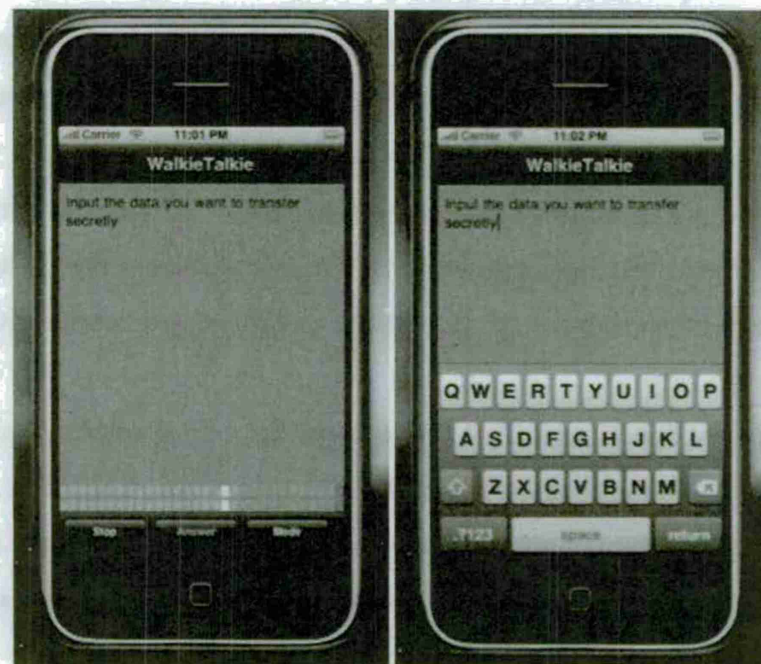 Carrier 11:01 PM
WalkieTalkie
Input the data you want to transfer
secretly
Stop Answer Mode
Carrier 11:02 PM
WalkieTalkie
Input the data you want to transfer
secretly
Q W E R T Y U I O P
A S D F G H J K L
Z X C V B N M
.?123 space return